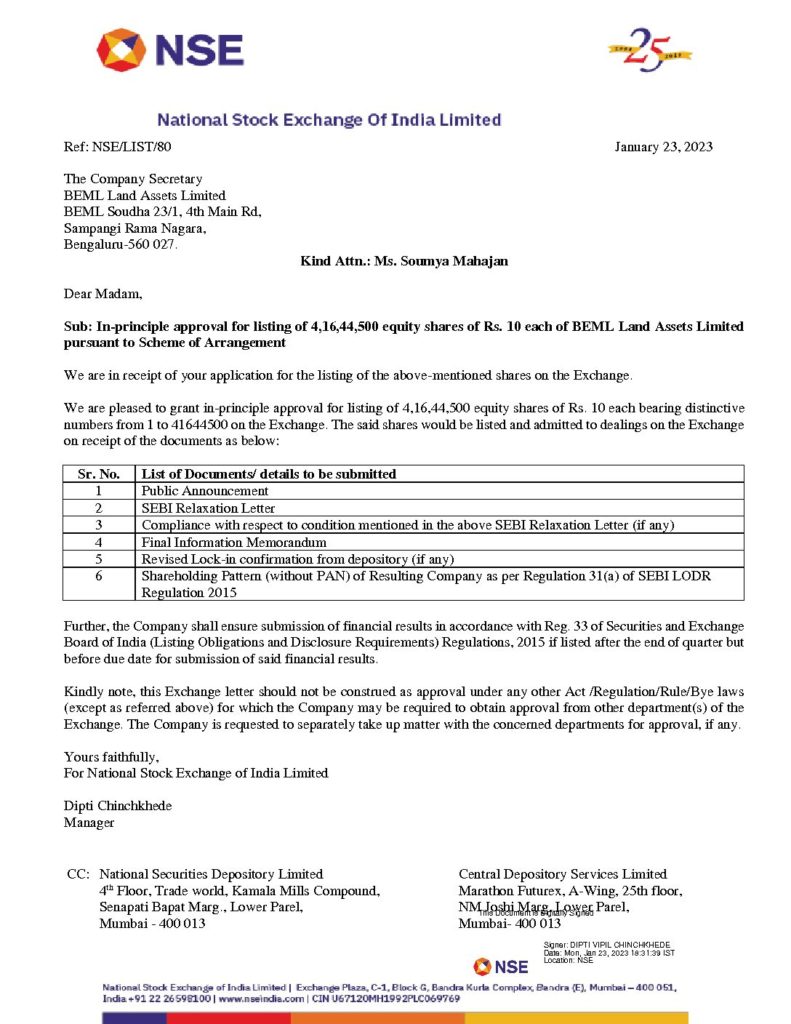 NSE
25
National Stock Exchange Of India Limited
Ref: NSE/LIST/80 January 23, 2023
The Company Secretary
BEML Land Assets Limited
BEML Soudha 23/1, 4th Main Rd,
Sampangi Rama Nagara,
Bengaluru-560 027.
Kind Attn.: Ms. Soumya Mahajan
Dear Madam,
Sub: In-principle approval for listing of 4,16,44,500 equity shares of Rs. 10 each of BEML Land Assets Limited
pursuant to Scheme of Arrangement
We are in receipt of your application for the listing of the above-mentioned shares on the Exchange.
We are pleased to grant in-principle approval for listing of 4,16,44,500 equity shares of Rs. 10 each bearing distinctive
numbers from 1 to 41644500 on the Exchange. The said shares would be listed and admitted to dealings on the Exchange
on receipt of the documents as below:
Sr. No. List of Documents/ details to be submitted
1 Public Announcement
2 SEBI Relaxation Letter
3 Compliance with respect to condition mentioned in the above SEBI Relaxation Letter (if any)
4 Final Information Memorandum
5 Revised Lock-in confirmation from depository (if any)
6 Shareholding Pattern (without PAN) of Resulting Company as per Regulation 31(a) of SEBI LODR
Regulation 2015
Further, the Company shall ensure submission of financial results in accordance with Reg. 33 of Securities and Exchange
Board of India (Listing Obligations and Disclosure Requirements) Regulations, 2015 if listed after the end of quarter but
before due date for submission of said financial results.
Kindly note, this Exchange letter should not be construed as approval under any other Act /Regulation/Rule/Bye laws
(except as referred above) for which the Company may be required to obtain approval from other department(s) of the
Exchange. The Company is requested to separately take up matter with the concerned departments for approval, if any.
Yours faithfully,
For National Stock Exchange of India Limited
Dipti Chinchkhede
Manager
CC: National Securities Depository Limited
4th Floor, Trade world, Kamala Mills Compound,
Senapati Bapat Marg., Lower Parel,
Mumbai - 400 013
Central Depository Services Limited
Marathon Futurex, A-Wing, 25th floor,
NM Joshi Marg, Lower Parel,
This Document is Digitally Signed
Mumbai- 400 013
Signer: DIPTI VIPIL CHINCHKHEDE
Date: Mon, Jan 23, 2023 18:31:39 IST
Location: NSE
NSE
National Stock Exchange of India Limited | Exchange Plaza, C-1, Block G, Bandra Kurla Complex, Bandra (E), Mumbai – 400 051,
India +91 22 26598100 | www.nseindia.com | CIN U67120MH1992PLC069769